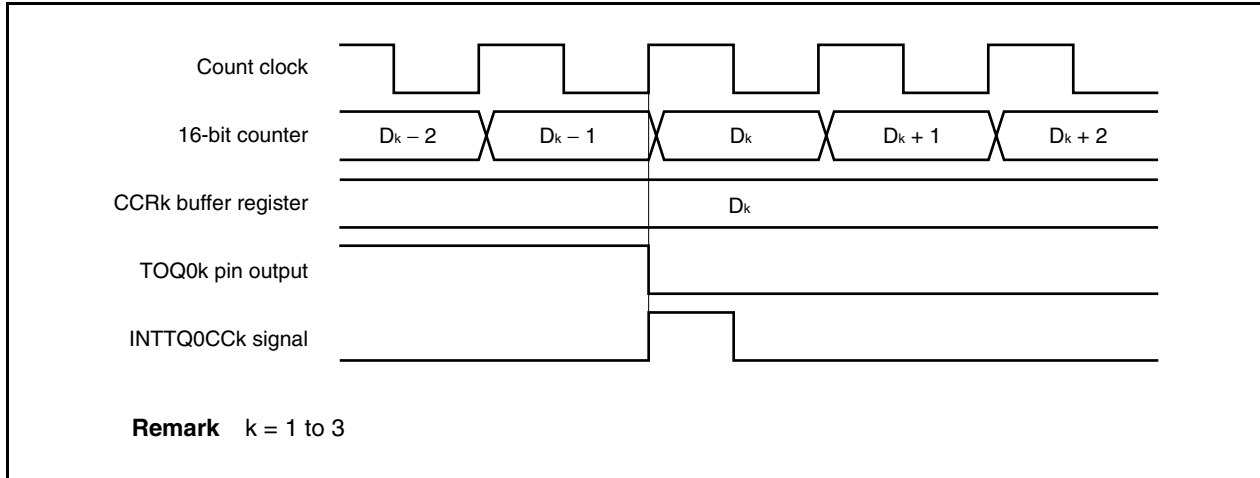 Count clock
16-bit counter
Dk − 2
Dk − 1
Dk
Dk + 1
Dk + 2
CCRk buffer register
Dk
TOQ0k pin output
INTTQ0CCk signal
Remark k = 1 to 3